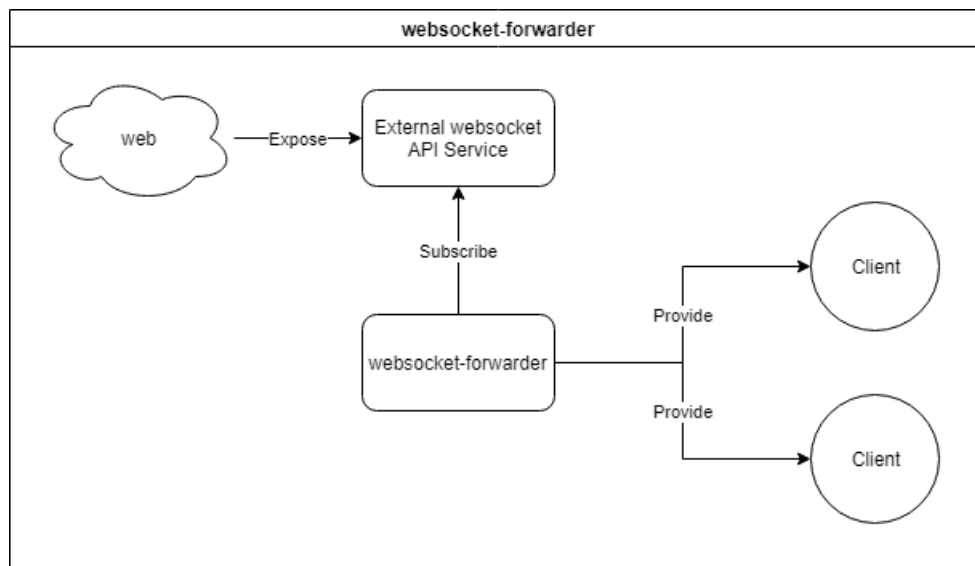 websocket-forwarder
web
Expose
External websocket
API Service
Subscribe
Client
Provide
websocket-forwarder
Provide
Client